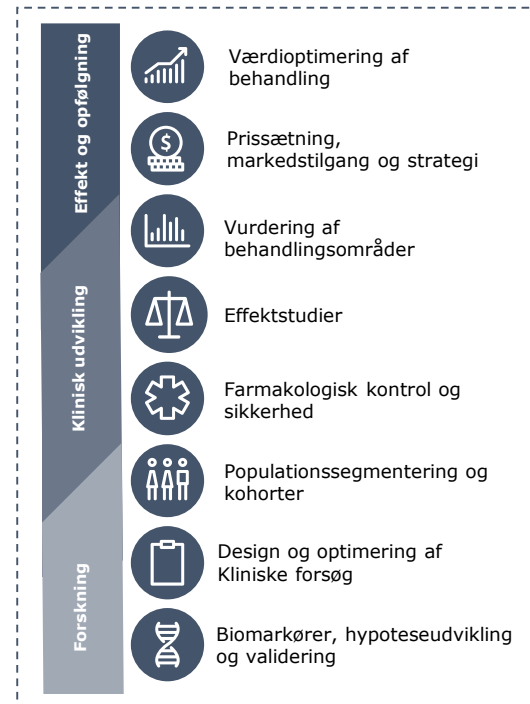 Effekt og opfølgning
Klinisk udvikling
Forskning
Værdioptimering af
behandling
$
Prissætning,
markedstilgang og strategi
Vurdering af
behandlingsområder
Effektstudier
Farmakologisk kontrol og
sikkerhed
Populationssegmentering og
kohorter
Design og optimering af
Kliniske forsøg
Biomarkører, hypoteseudvikling
og validering